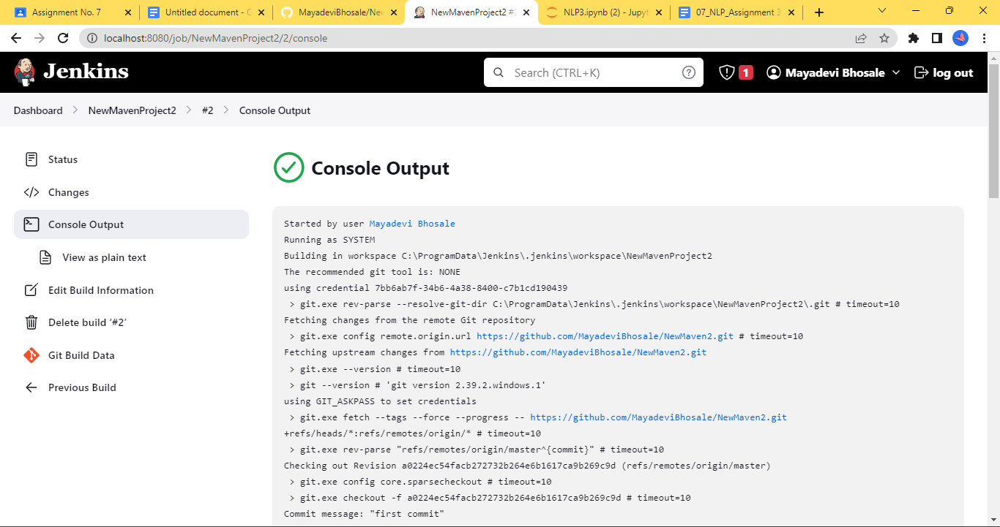 Assignment No. 7
Untitled document - G
MayadeviBhosale/New
NewMavenProject2 #2
NLP3.ipynb (2) - Jupyt
07_NLP_Assignment 3
localhost:8080/job/NewMavenProject2/2/console
Jenkins
Search (CTRL+K)
1
Mayadevi Bhosale
log out
Dashboard > NewMavenProject2 > #2 > Console Output
Status
Changes
Console Output
View as plain text
Edit Build Information
Delete build ‘#2’
Git Build Data
Previous Build
Console Output
Started by user Mayadevi Bhosale
Running as SYSTEM
Building in workspace C:\ProgramData\Jenkins\.jenkins\workspace\NewMavenProject2
The recommended git tool is: NONE
using credential 7bb6ab7f-34b6-4a38-8400-c7b1cd190439
> git.exe rev-parse --resolve-git-dir C:\ProgramData\Jenkins\.jenkins\workspace\NewMavenProject2\.git # timeout=10
Fetching changes from the remote Git repository
> git.exe config remote.origin.url https://github.com/MayadeviBhosale/NewMaven2.git # timeout=10
Fetching upstream changes from https://github.com/MayadeviBhosale/NewMaven2.git
> git.exe --version # timeout=10
> git --version # 'git version 2.39.2.windows.1'
using GIT_ASKPASS to set credentials
> git.exe fetch --tags --force --progress -- https://github.com/MayadeviBhosale/NewMaven2.git
+refs/heads/*:refs/remotes/origin/* # timeout=10
> git.exe rev-parse "refs/remotes/origin/master^{commit}" # timeout=10
Checking out Revision a0224ec54facb272732b264e6b1617ca9b269c9d (refs/remotes/origin/master)
> git.exe config core.sparsecheckout # timeout=10
> git.exe checkout -f a0224ec54facb272732b264e6b1617ca9b269c9d # timeout=10
Commit message: "first commit"